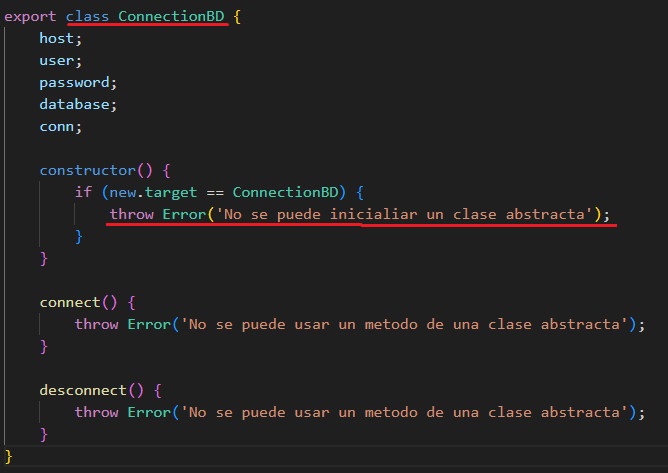 export class ConnectionBD {
host;
user;
password;
database;
conn;
constructor() {
if (new.target == ConnectionBD) {
throw Error('No se puede inicialiar un clase abstracta');
}
}
connect() {
throw Error('No se puede usar un metodo de una clase abstracta');
}
desconnect() {
throw Error('No se puede usar un metodo de una clase abstracta');
}
}